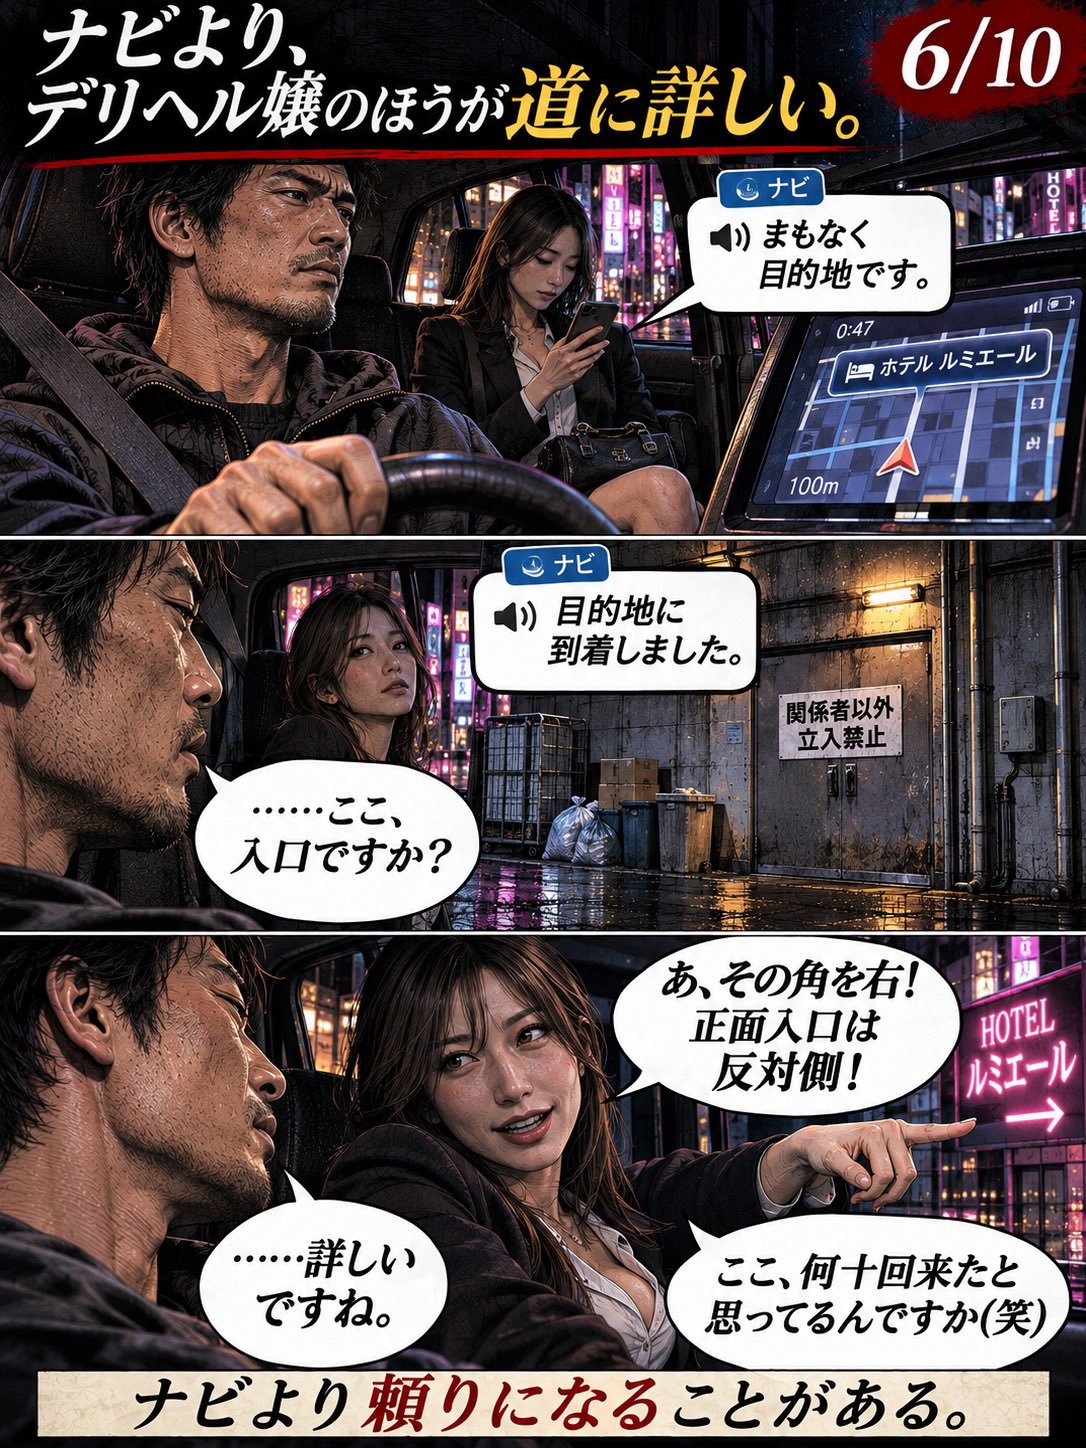 ナビより、
デリヘル嬢のほうが道に詳しい。
6/10
ナビ
まもなく
目的地です。
HOTEL
0:47
ホテル ルミエール
100m
ナビ
目的地に
到着しました。
関係者以外
立入禁止
……ここ、
入口ですか?
あ、その角を右!
正面入口は
反対側!
HOTEL
ルミエール
→
……詳しい
ですね。
ここ、何十回来たと
思ってるんですか(笑)
ナビより頼りになることがある。